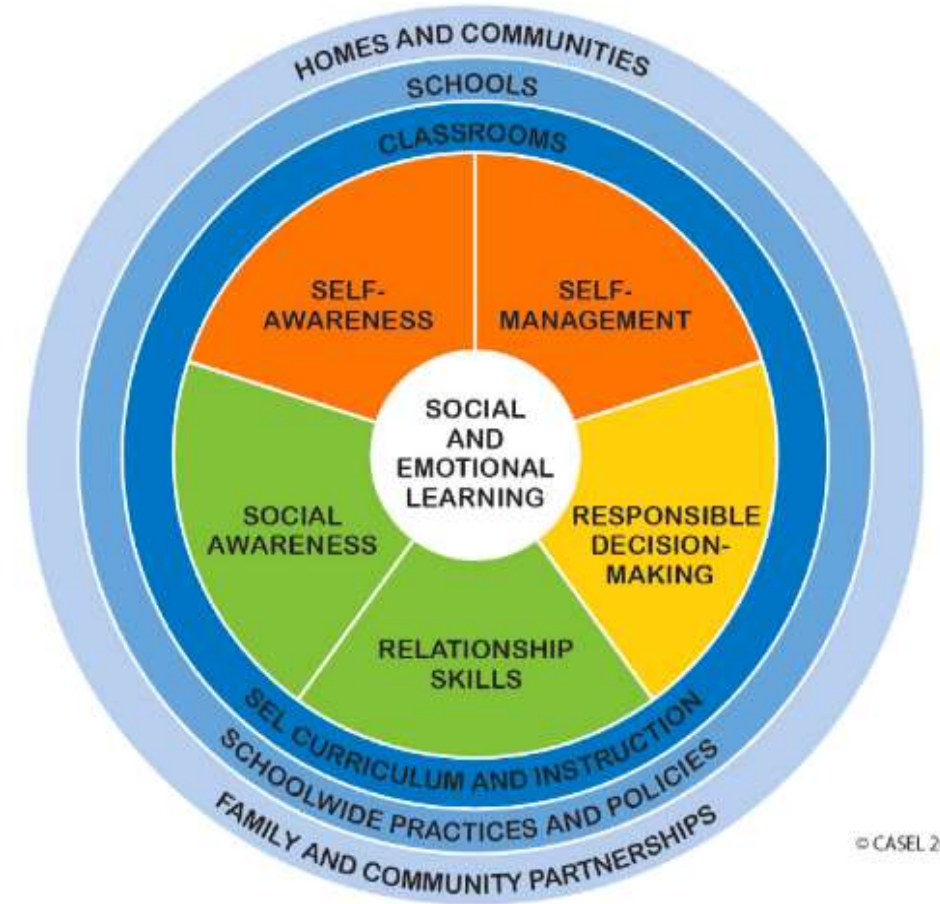 HOMES AND COMMUNITIES
SCHOOLS
CLASSROOMS
SELF-
AWARENESS
SELF-
MANAGEMENT
SOCIAL
AND
EMOTIONAL
LEARNING
SOCIAL
AWARENESS
RESPONSIBLE
DECISION-
MAKING
RELATIONSHIP
SKILLS
SEL CURRICULUM AND INSTRUCTION
SCHOOLWIDE PRACTICES AND POLICIES
FAMILY AND COMMUNITY PARTNERSHIPS
© CASEL 2